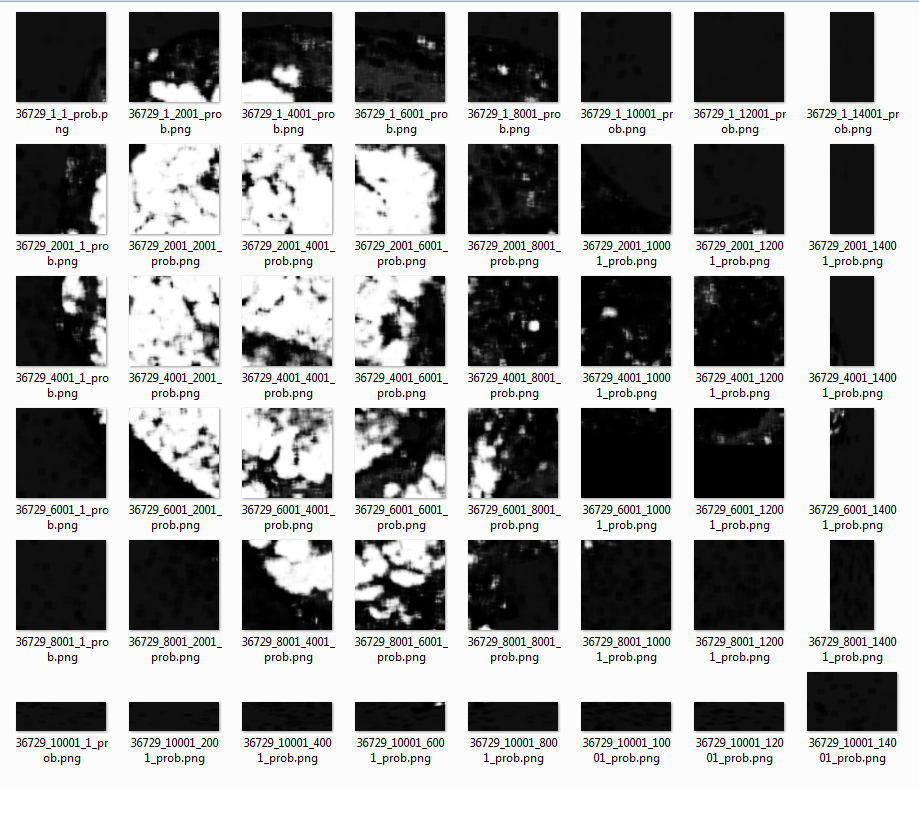 36729_1_1_prob.p
ng
36729_1_2001_pro
b.png
36729_1_4001_pro
b.png
36729_1_6001_pro
b.png
36729_1_8001_pro
b.png
36729_1_10001_pr
ob.png
36729_1_12001_pr
ob.png
36729_1_14001_pr
ob.png
36729_2001_1_pro
b.png
36729_2001_2001_
prob.png
36729_2001_4001_
prob.png
36729_2001_6001_
prob.png
36729_2001_8001_
prob.png
36729_2001_1000
1_prob.png
36729_2001_1200
1_prob.png
36729_2001_1400
1_prob.png
36729_4001_1_pro
b.png
36729_4001_2001_
prob.png
36729_4001_4001_
prob.png
36729_4001_6001_
prob.png
36729_4001_8001_
prob.png
36729_4001_1000
1_prob.png
36729_4001_1200
1_prob.png
36729_4001_1400
1_prob.png
36729_6001_1_pro
b.png
36729_6001_2001_
prob.png
36729_6001_4001_
prob.png
36729_6001_6001_
prob.png
36729_6001_8001_
prob.png
36729_6001_1000
1_prob.png
36729_6001_1200
1_prob.png
36729_6001_1400
1_prob.png
36729_8001_1_pro
b.png
36729_8001_2001_
prob.png
36729_8001_4001_
prob.png
36729_8001_6001_
prob.png
36729_8001_8001_
prob.png
36729_8001_1000
1_prob.png
36729_8001_1200
1_prob.png
36729_8001_1400
1_prob.png
36729_10001_1_pr
ob.png
36729_10001_200
1_prob.png
36729_10001_400
1_prob.png
36729_10001_600
1_prob.png
36729_10001_800
1_prob.png
36729_10001_100
01_prob.png
36729_10001_120
01_prob.png
36729_10001_140
01_prob.png